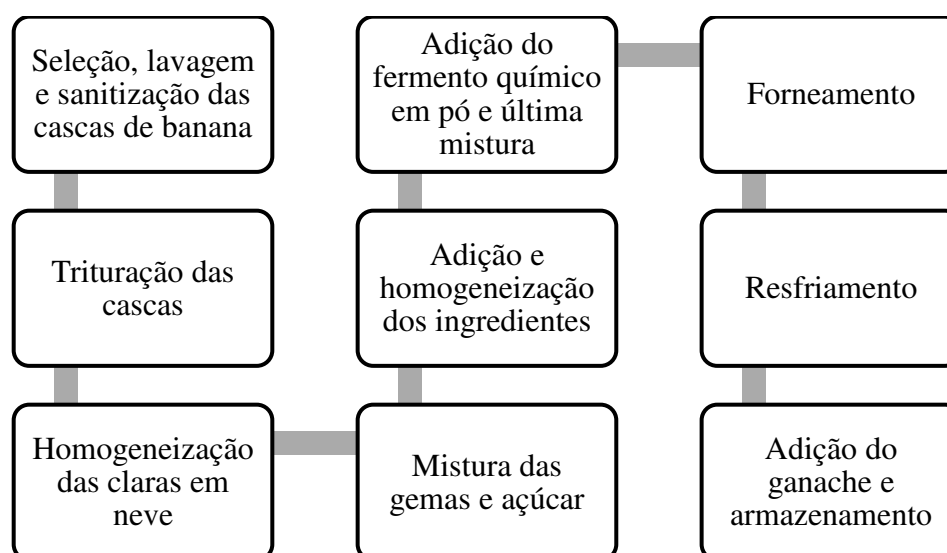 Seleção, lavagem
e sanitização das
cascas de banana
Trituração das
cascas
Homogeneização
das claras em
neve
Mistura das
gemas e açúcar
Adição e
homogeneização
dos ingredientes
Adição do
fermento químico
em pó e última
mistura
Forneamento
Resfriamento
Adição do
ganache e
armazenamento